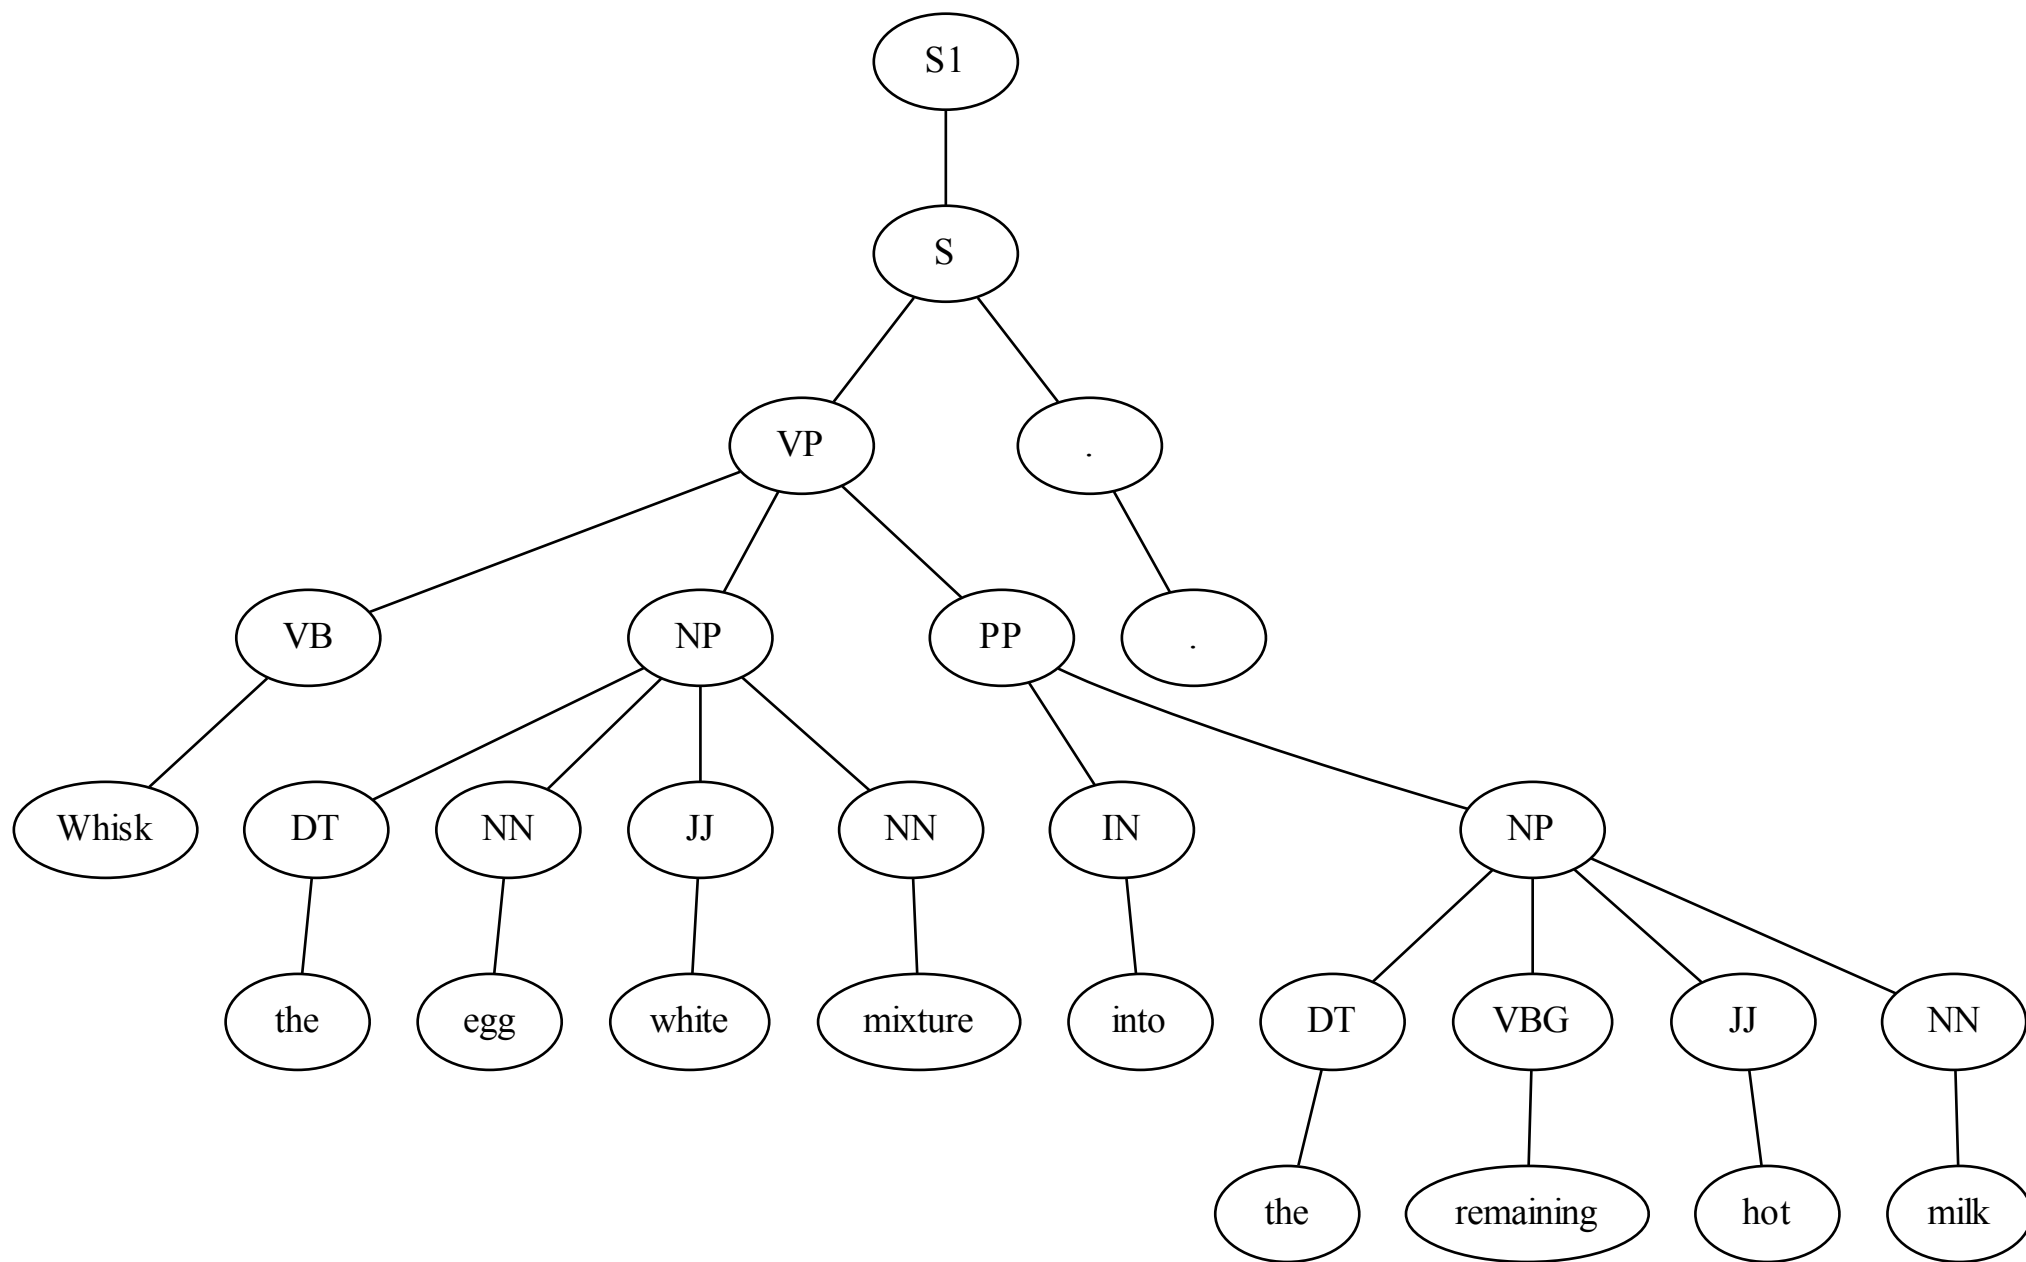 S1
S
VP .
VB NP PP .
Whisk DT NN JJ NN IN NP
the egg white mixture into DT VBG JJ NN
the remaining hot milk